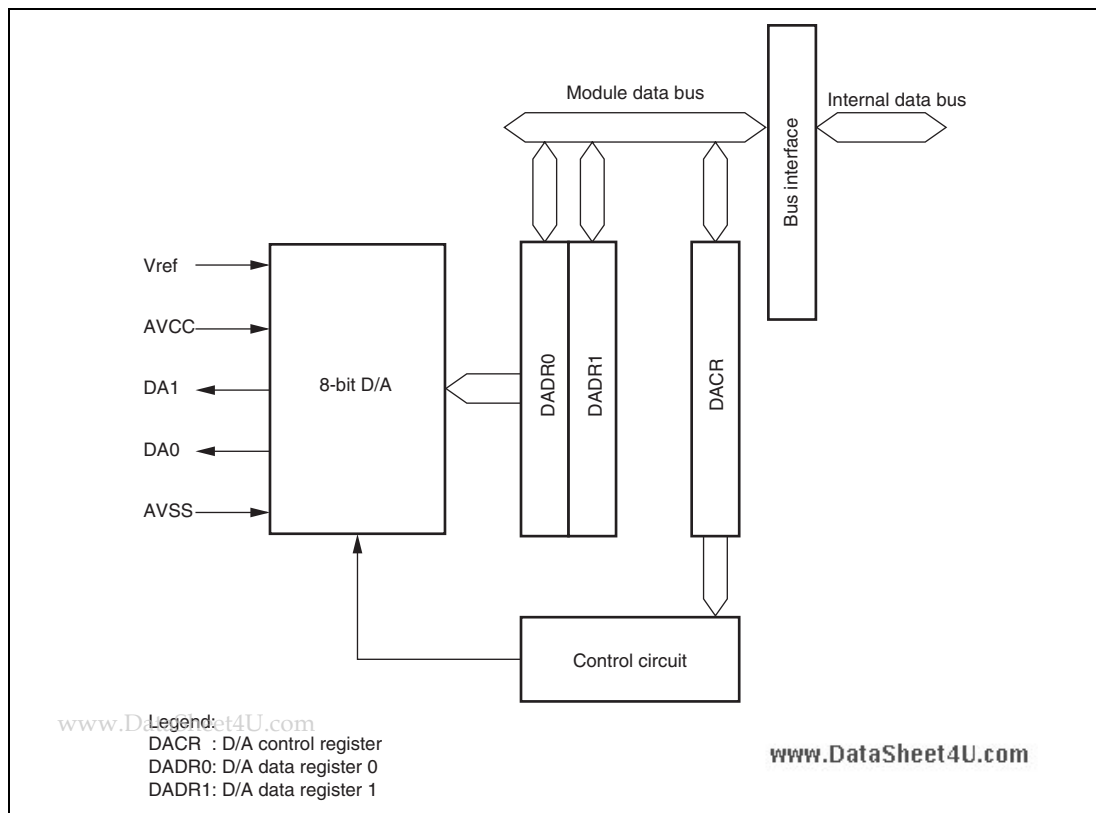 Module data bus
Internal data bus
Bus interface
Vref
AVCC
DA1
DA0
AVSS
8-bit D/A
DADR0
DADR1
DACR
Control circuit
www.DataSheet4U.com
Legend:
DACR : D/A control register
DADR0: D/A data register 0
DADR1: D/A data register 1
www.DataSheet4U.com